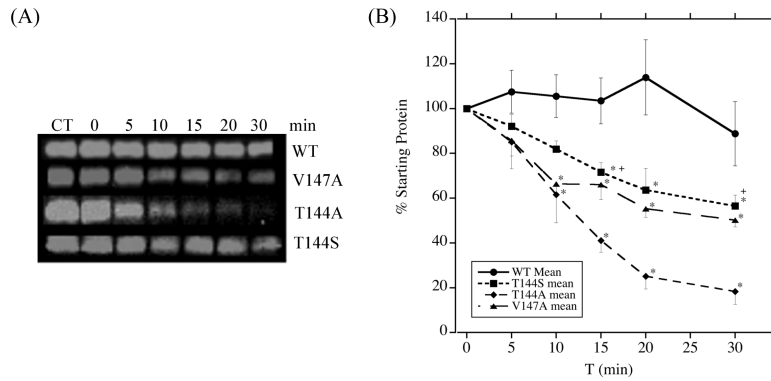 (A)
CT 0 5 10 15 20 30 min
WT
V147A
T144A
T144S
(B)
140
120
100
80
60
40
20
0
% Starting Protein
* +
*
+
*
*
*
*
*
*
*
*
*
*
WT Mean
T144S mean
T144A mean
V147A mean
0 5 10 15 20 25 30 35
T (min)